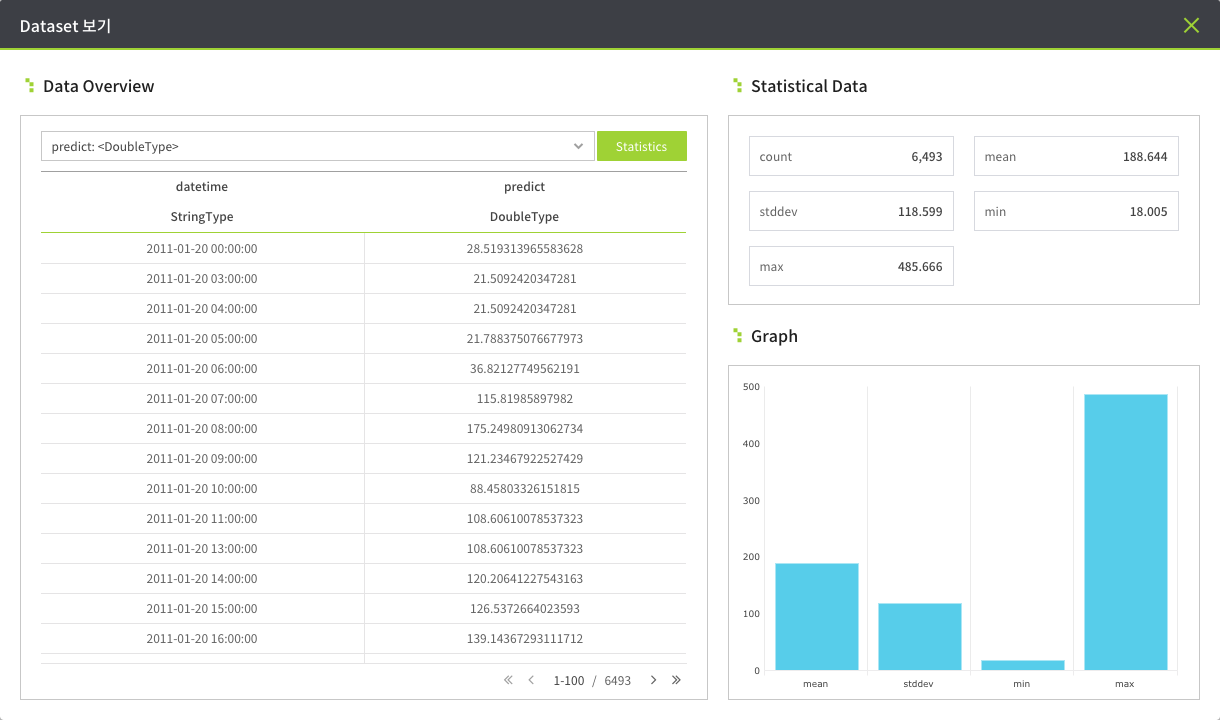 Dataset 보기
Data Overview
predict: <DoubleType>
Statistics
datetime predict
StringType DoubleType
2011-01-20 00:00:00 28.519313965583628
2011-01-20 03:00:00 21.5092420347281
2011-01-20 04:00:00 21.5092420347281
2011-01-20 05:00:00 21.788375076677973
2011-01-20 06:00:00 36.82127749562191
2011-01-20 07:00:00 115.81985897982
2011-01-20 08:00:00 175.24980913062734
2011-01-20 09:00:00 121.23467922527429
2011-01-20 10:00:00 88.45803326151815
2011-01-20 11:00:00 108.60610078537323
2011-01-20 13:00:00 108.60610078537323
2011-01-20 14:00:00 120.20641227543163
2011-01-20 15:00:00 126.5372664023593
2011-01-20 16:00:00 139.14367293111712
1-100 / 6493
Statistical Data
count 6,493
mean 188.644
stddev 118.599
min 18.005
max 485.666
Graph
500
400
300
200
100
0
mean stddev min max